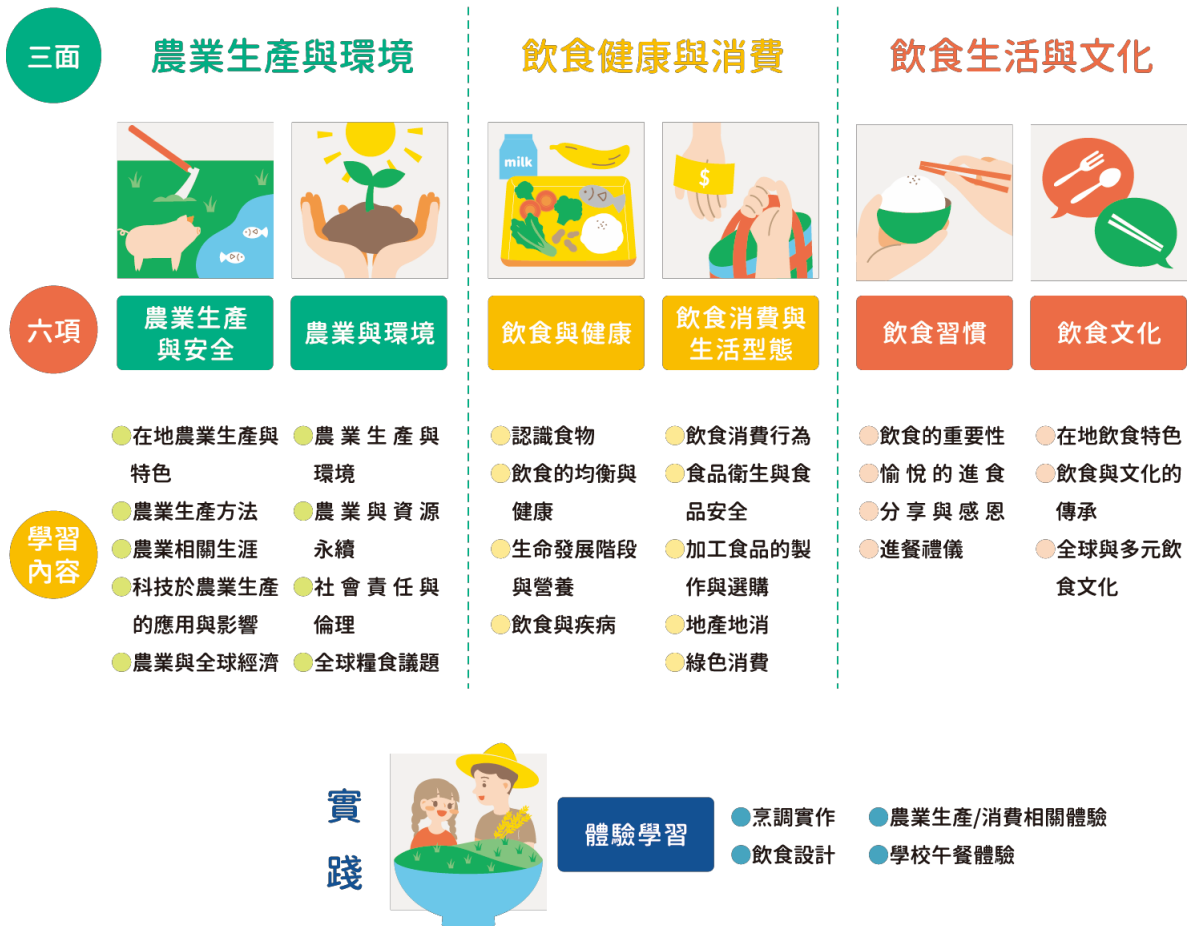 三面
農業生產與環境
飲食健康與消費
飲食生活與文化
milk
$
六項
農業生產
與安全
農業與環境
飲食與健康
飲食消費與
生活型態
飲食習慣
飲食文化
學習
內容
在地農業生產與
特色
農業生產方法
農業相關生涯
科技於農業生產
的應用與影響
農業與全球經濟
農業生產與
環境
農業與資源
永續
社會責任與
倫理
全球糧食議題
認識食物
飲食的均衡與
健康
生命發展階段
與營養
飲食與疾病
飲食消費行為
食品衛生與食
品安全
加工食品的製
作與選購
地產地消
綠色消費
飲食的重要性
愉悅的進食
分享與感恩
進餐禮儀
在地飲食特色
飲食與文化的
傳承
全球與多元飲
食文化
實
踐
體驗學習
烹調實作
飲食設計
農業生產/消費相關體驗
學校午餐體驗